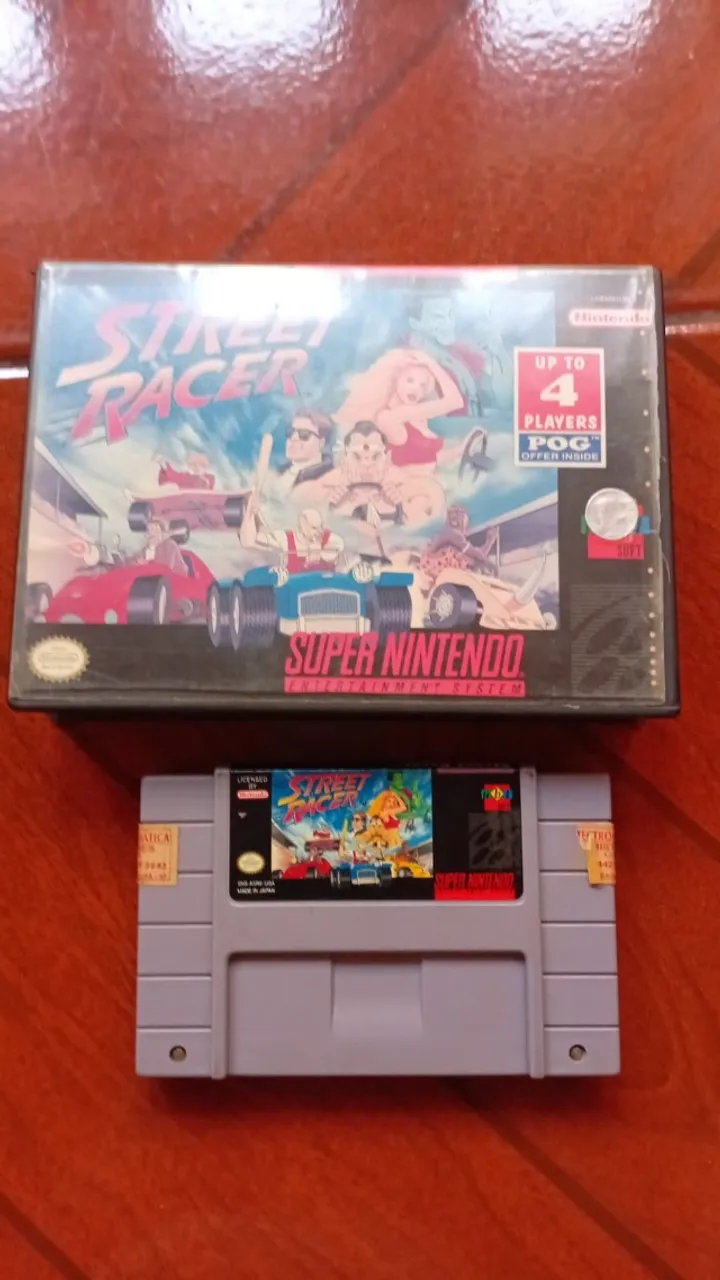 STREET
RACER
Nintendo
UP TO
4
PLAYERS
POG™
OFFER INSIDE
SOFT
SUPER NINTENDO
ENTERTAINMENT SYSTEM
LICENSED
BY
Nintendo
STREET
RACER
MADE IN JAPAN
SUPER NINTENDO